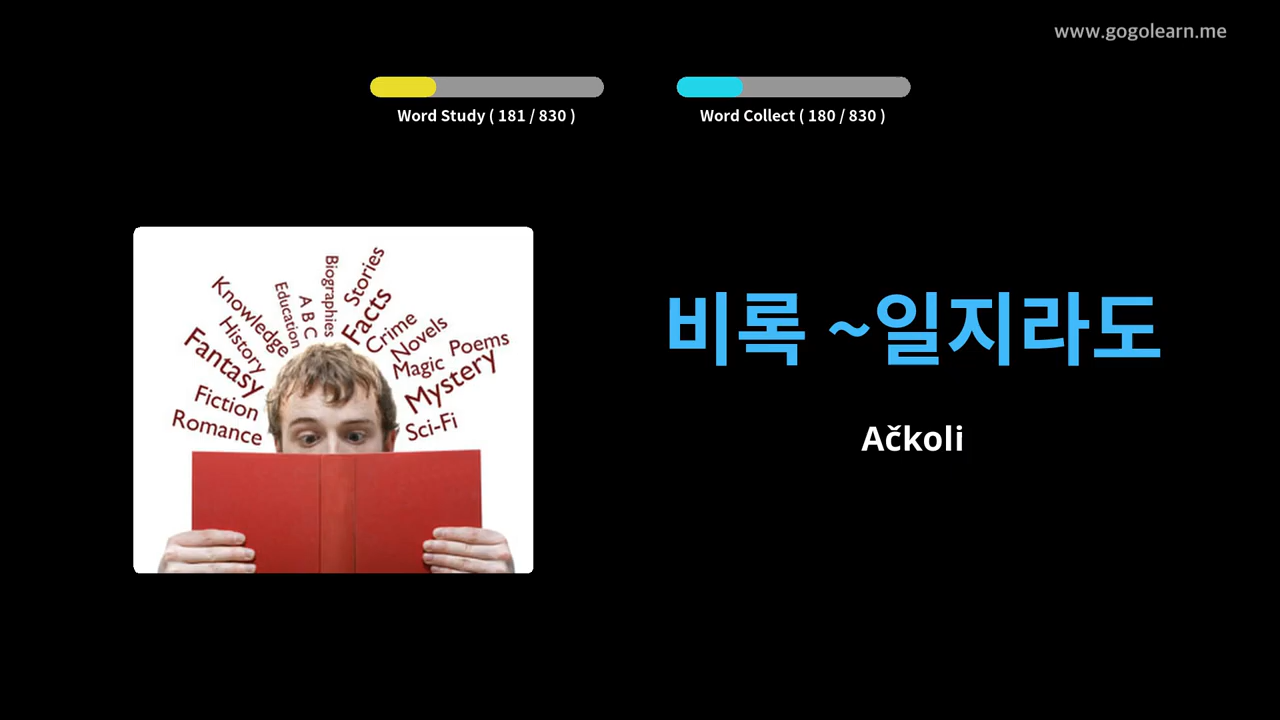 www.gogolearn.me
Word Study ( 181 / 830 )
Word Collect ( 180 / 830 )
Knowledge
Education
A B C
Biographies
Stories
Facts
Crime
Novels
Poems
History
Fantasy
Magic
Mystery
Fiction
Romance
Sci-Fi
비록 ~일지라도
Ačkoli